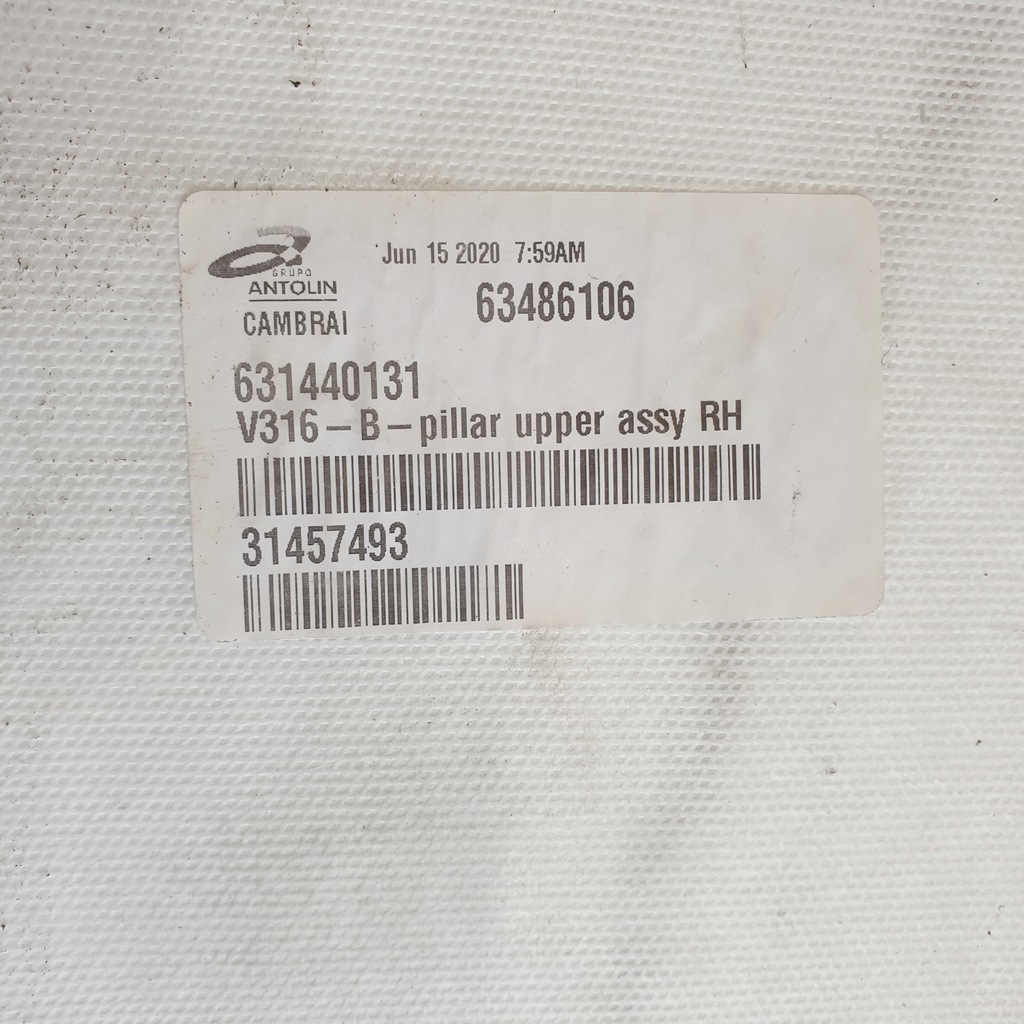 GRUPO
ANTOLIN
CAMBRAI
Jun 15 2020 7:59AM
63486106
631440131
V316-B-pillar upper assy RH
31457493